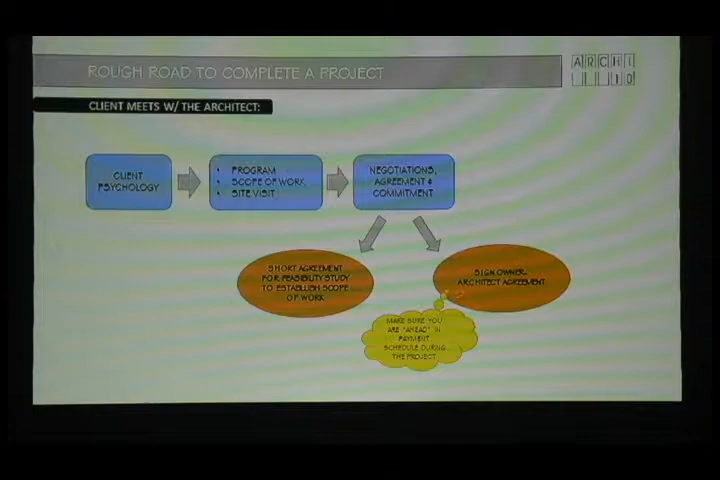 ROUGH ROAD TO COMPLETE A PROJECT
ARCHI
10
CLIENT MEETS W/ THE ARCHITECT:
CLIENT
PSYCHOLOGY
• PROGRAM
• SCOPE OF WORK
• SITE VISIT
NEGOTIATIONS,
AGREEMENT &
COMMITMENT
SHORT AGREEMENT
FOR FEASIBILITY STUDY
TO ESTABLISH SCOPE
OF WORK
SIGN OWNER-
ARCHITECT AGREEMENT
MAKE SURE YOU
ARE "AHEAD" IN
PAYMENT
SCHEDULE DURING
THE PROJECT